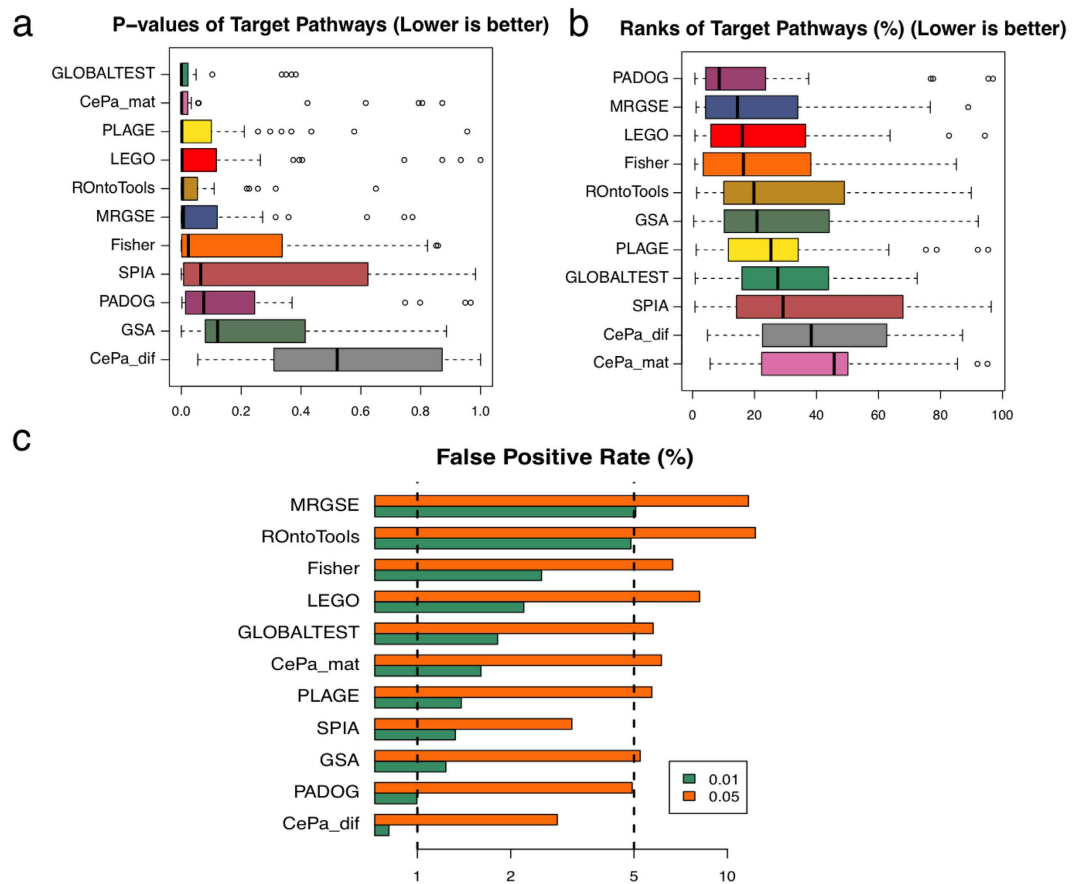 a
P-values of Target Pathways (Lower is better)
GLOBALTEST
CePa_mat
PLAGE
LEGO
ROntoTools
MRGSE
Fisher
SPIA
PADOG
GSA
CePa_dif
0.0 0.2 0.4 0.6 0.8 1.0
b
Ranks of Target Pathways (%) (Lower is better)
PADOG
MRGSE
LEGO
Fisher
ROntoTools
GSA
PLAGE
GLOBALTEST
SPIA
CePa_dif
CePa_mat
0 20 40 60 80 100
c
False Positive Rate (%)
MRGSE
ROntoTools
Fisher
LEGO
GLOBALTEST
CePa_mat
PLAGE
SPIA
GSA
PADOG
CePa_dif
0.01
0.05
1 2 5 10